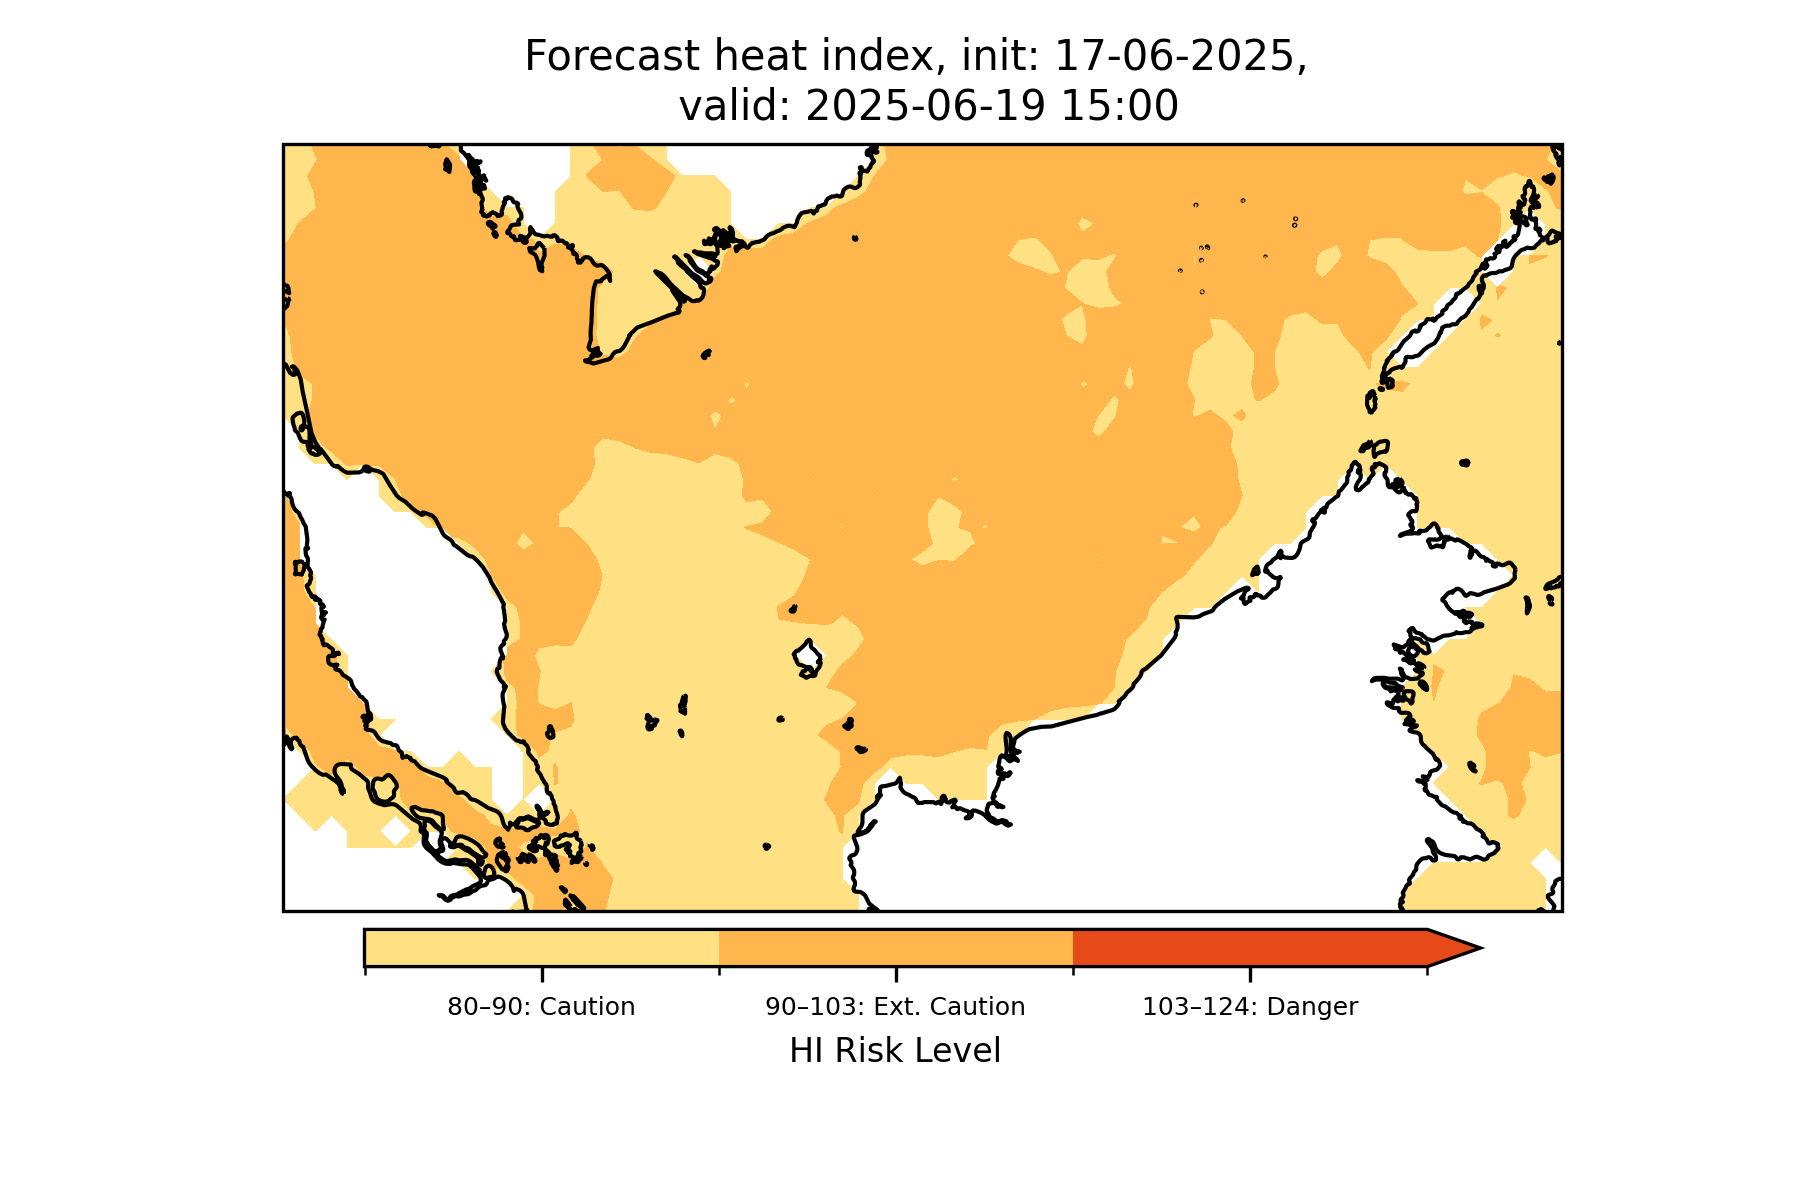 Forecast heat index, init: 17-06-2025,
valid: 2025-06-19 15:00
80–90: Caution
90–103: Ext. Caution
103–124: Danger
HI Risk Level